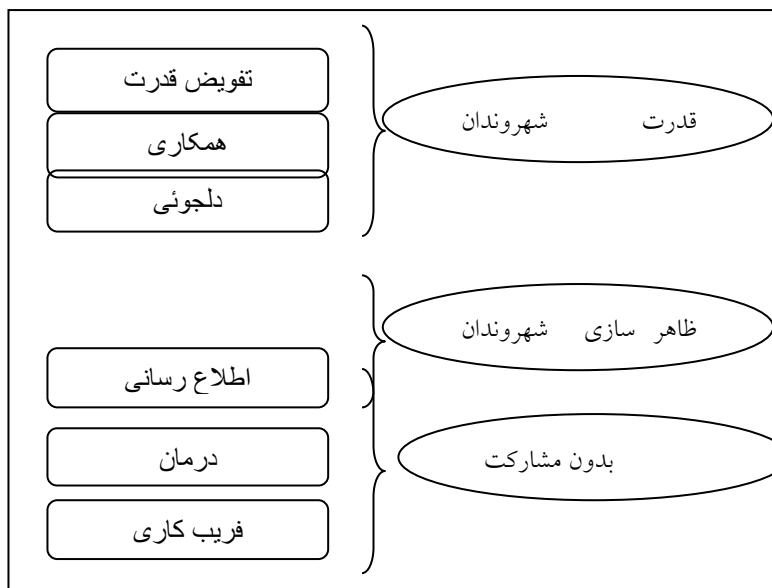 تفویض قدرت
قدرت شهروندان
همکاری
دلجوئی
ظاهر سازی شهروندان
اطلاع رسانی
بدون مشارکت
درمان
فریب کاری